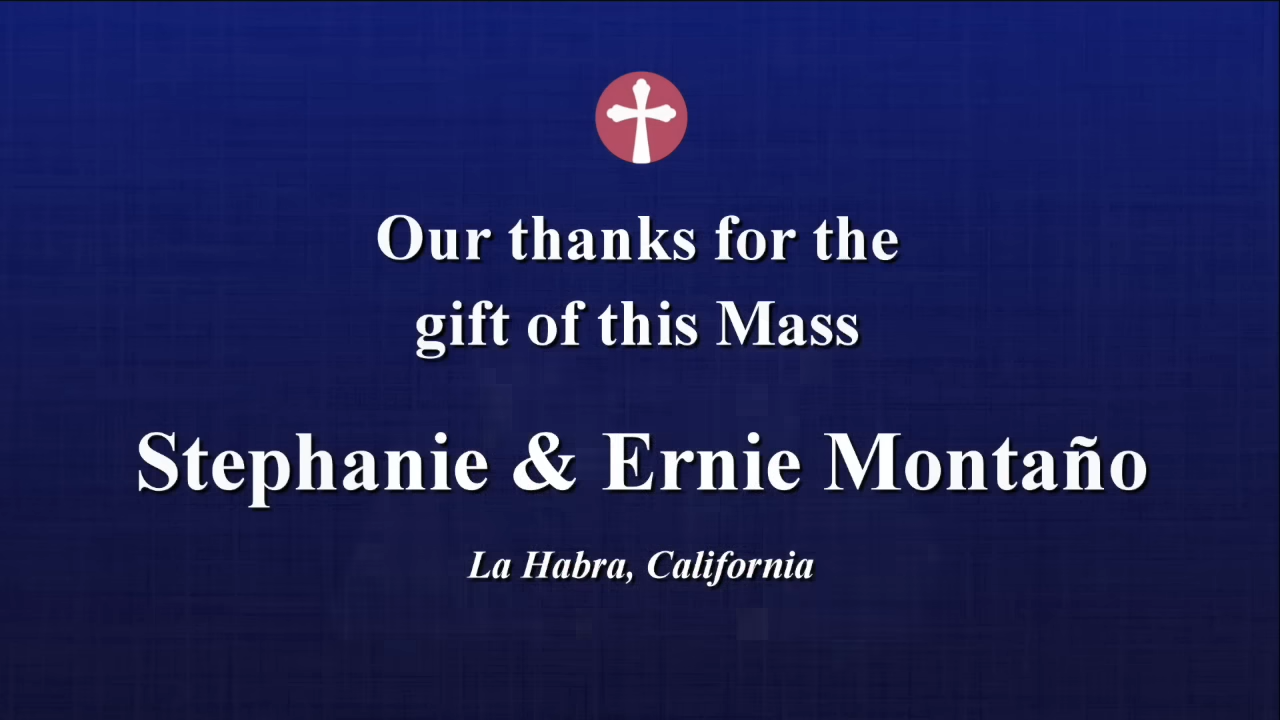 Our thanks for the
gift of this Mass
Stephanie & Ernie Montaño
La Habra, California